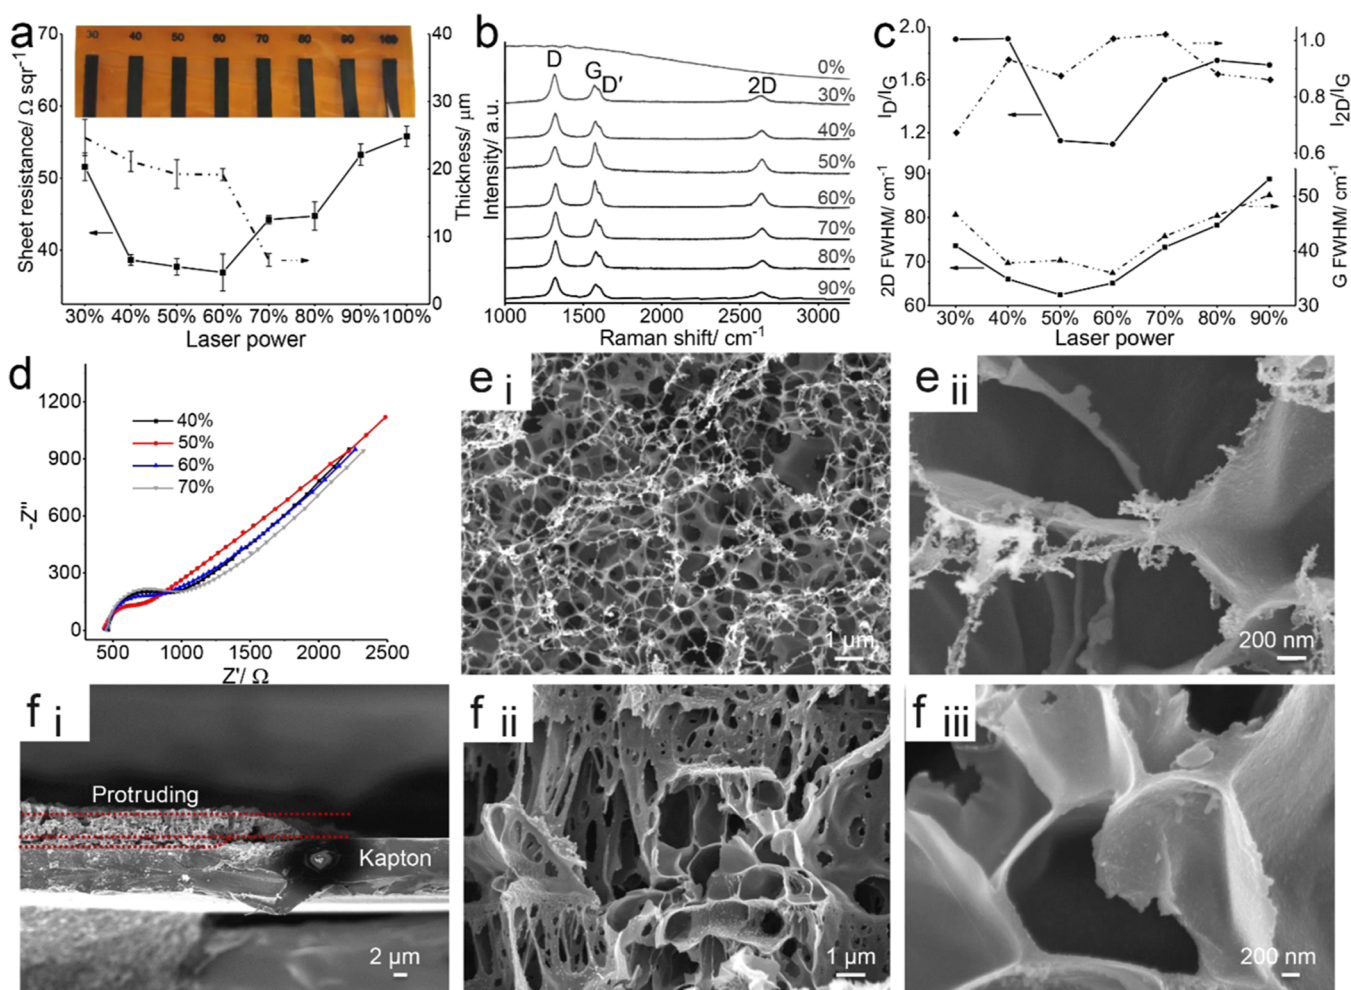 a
30 40 50 60 70 80 90 100
Sheet resistance/ Ω sqr⁻¹
70
60
50
40
Thickness/ μm
40
30
20
10
0
30% 40% 50% 60% 70% 80% 90% 100%
Laser power
b
Intensity/ a.u.
D G D′ 2D
0%
30%
40%
50%
60%
70%
80%
90%
1000 1500 2000 2500 3000
Raman shift/ cm⁻¹
c
I_D/I_G
2.0
1.6
1.2
I_2D/I_G
1.0
0.8
0.6
2D FWHM/ cm⁻¹
90
80
70
60
G FWHM/ cm⁻¹
50
40
30
30% 40% 50% 60% 70% 80% 90%
Laser power
d
-Z''
1200
900
600
300
0
40%
50%
60%
70%
500 1000 1500 2000 2500
Z'/ Ω
e i
1 μm
e ii
200 nm
f i
Protruding
Kapton
2 μm
f ii
1 μm
f iii
200 nm